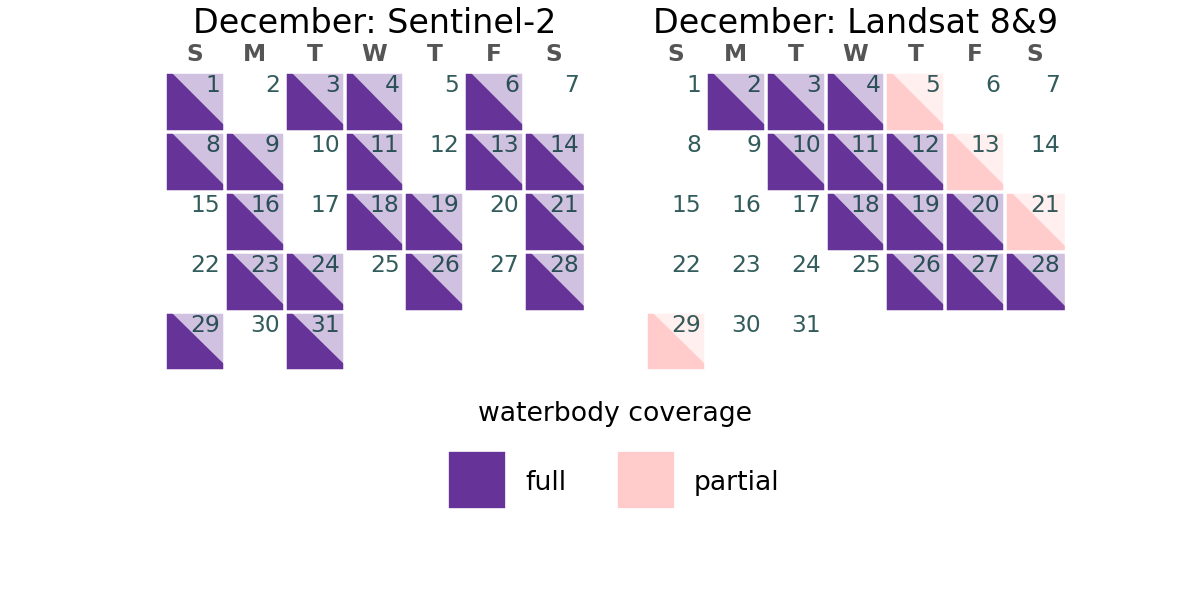 December: Sentinel-2
S M T W T F S
1 2 3 4 5 6 7
8 9 10 11 12 13 14
15 16 17 18 19 20 21
22 23 24 25 26 27 28
29 30 31
December: Landsat 8&9
S M T W T F S
1 2 3 4 5 6 7
8 9 10 11 12 13 14
15 16 17 18 19 20 21
22 23 24 25 26 27 28
29 30 31
waterbody coverage
full partial